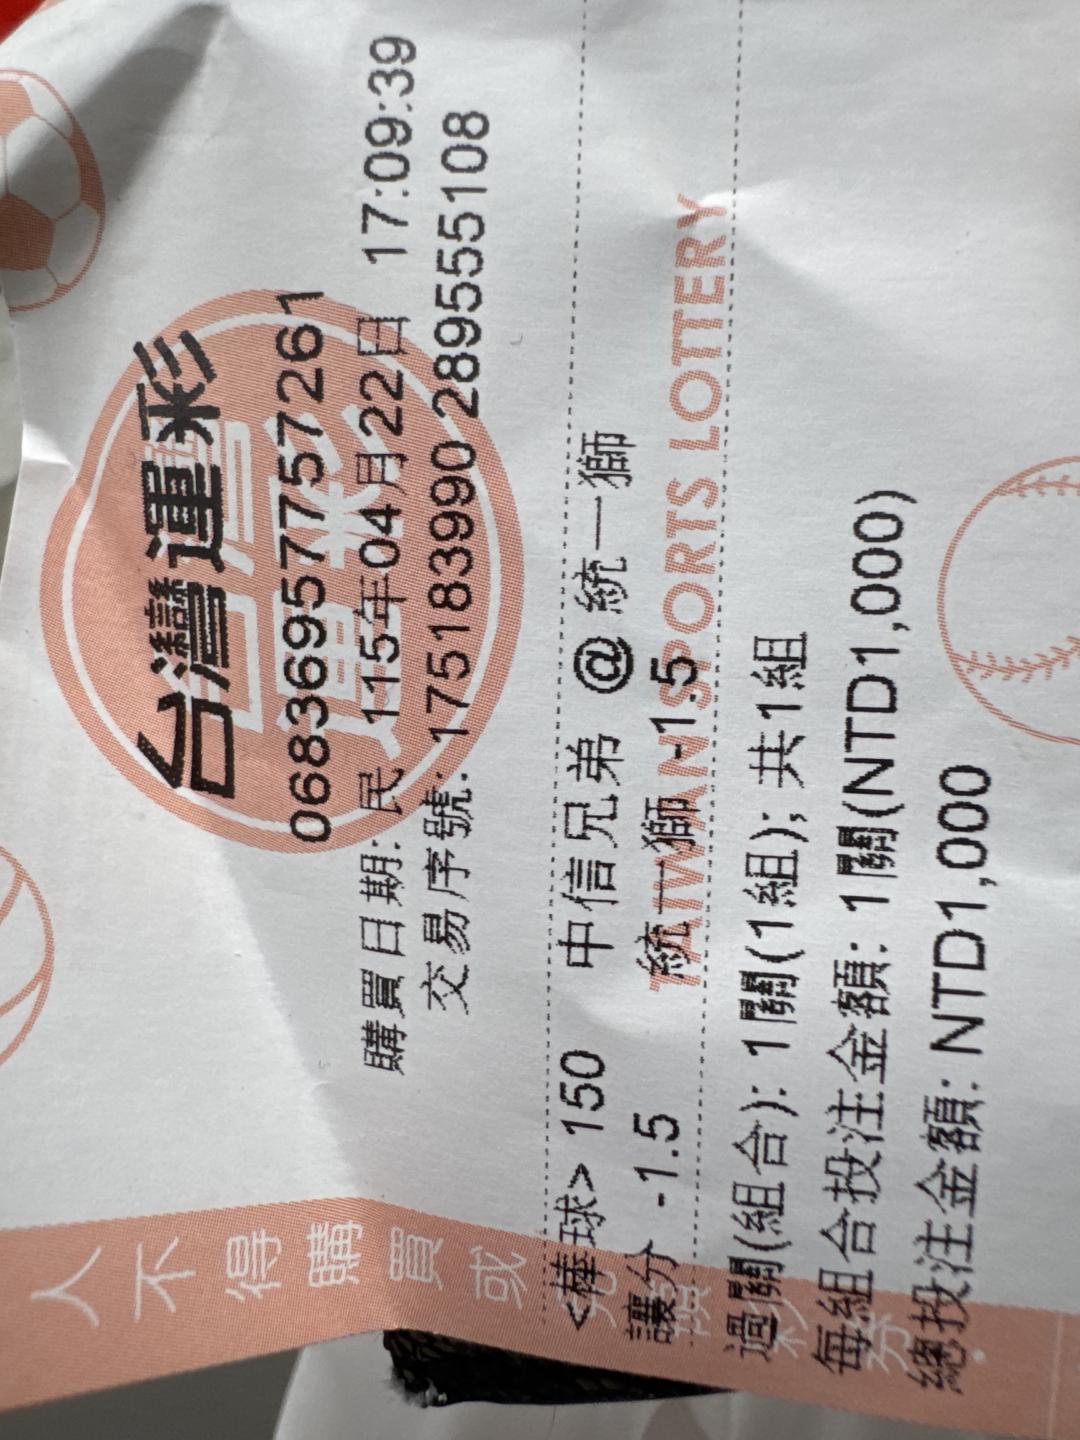 台灣運彩
068369577577261
購買日期: 民 115年04月22日 17:09:39
交易序號: 175183990 289555108
<棒球> 150 中信兄弟 @ 統一獅
讓分 -1.5 統一獅 -1.5
TAIWAN SPORTS LOTTERY
過關(組合): 1關(1組); 共1組
每組合投注金額: 1關(NTD1,000)
總投注金額: NTD1,000
人不得購買或